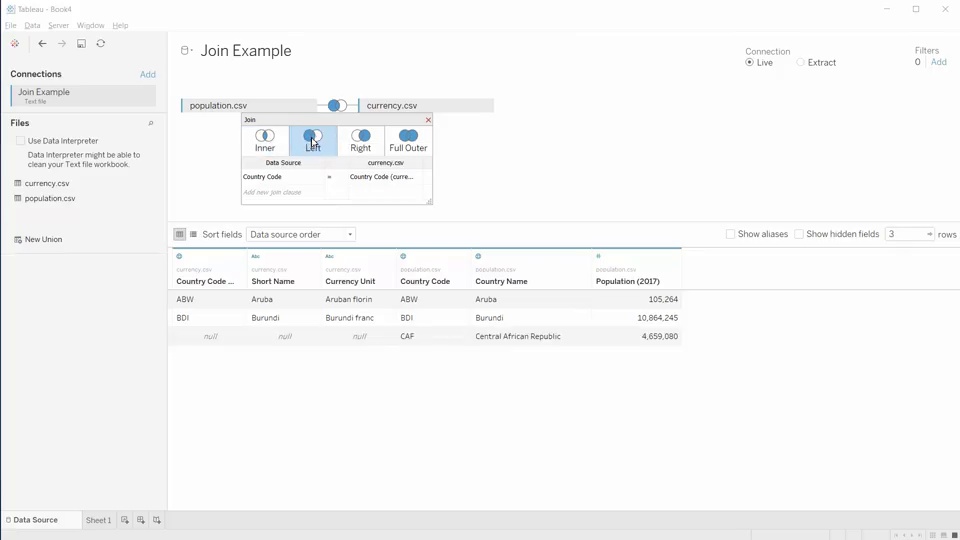 Tableau - Book4
File Data Server Window Help
Connections Add
Join Example
Text file
Files
Use Data Interpreter
Data Interpreter might be able to
clean your Text file workbook.
currency.csv
population.csv
New Union
Join Example
Connection
Live Extract
Filters
0 Add
population.csv currency.csv
Join
Inner Left Right Full Outer
Data Source currency.csv
Country Code = Country Code (curre...
Add new join clause
Sort fields Data source order Show aliases Show hidden fields 3 rows
Abc Abc
currency.csv currency.csv currency.csv population.csv population.csv population.csv
Country Code ... Short Name Currency Unit Country Code Country Name Population (2017)
ABW Aruba Aruban florin ABW Aruba 105,264
BDI Burundi Burundi franc BDI Burundi 10,864,245
null null null CAF Central African Republic 4,659,080
Data Source Sheet 1